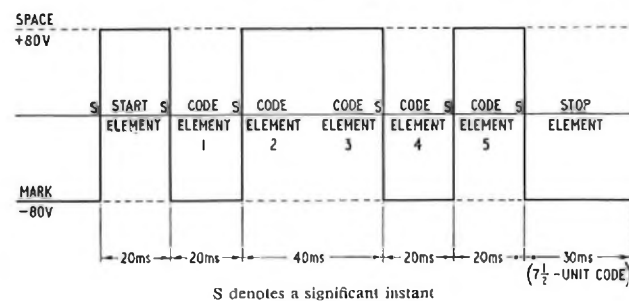 SPACE
+80V
S START S CODE S CODE CODE S CODE S CODE S STOP
ELEMENT ELEMENT ELEMENT ELEMENT ELEMENT ELEMENT ELEMENT
1 2 3 4 5
MARK
-80V
20ms 20ms 40ms 20ms 20ms 30ms
(7½-UNIT CODE)
S denotes a significant instant